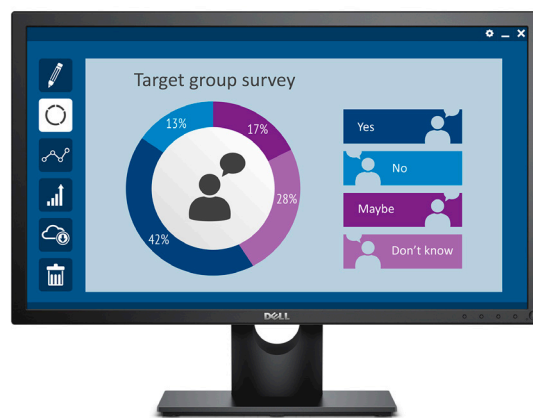 Target group survey
13%
17%
28%
42%
Yes
No
Maybe
Don't know
DELL